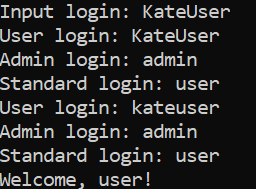 Input login: KateUser
User login: KateUser
Admin login: admin
Standard login: user
User login: kateuser
Admin login: admin
Standard login: user
Welcome, user!